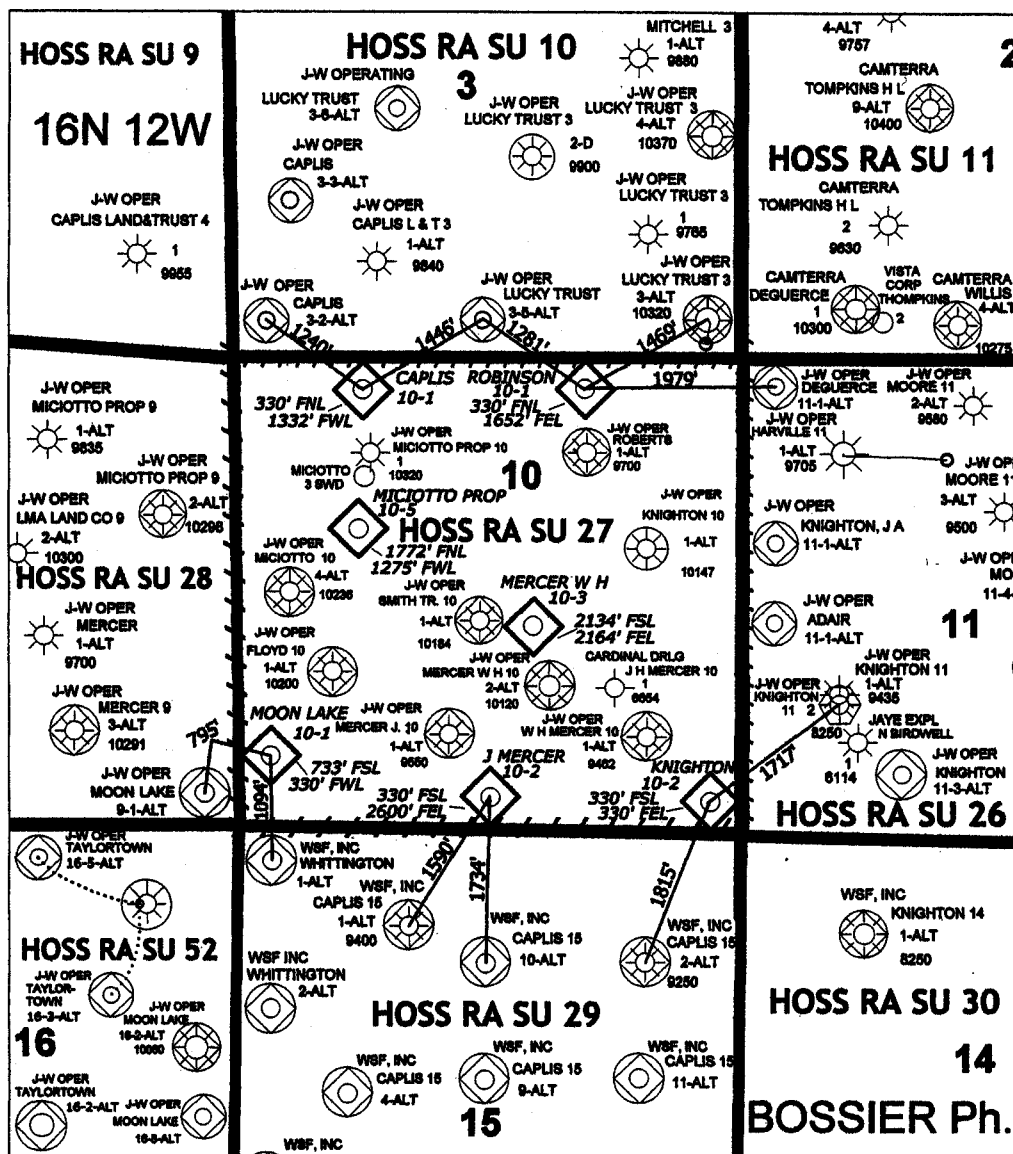 HOSS RA SU 9
16N 12W
J-W OPER
CAPLIS LAND&TRUST 4
1
9955
HOSS RA SU 10
3
MITCHELL 3
1-ALT
9880
J-W OPERATING
LUCKY TRUST
3-6-ALT
J-W OPER
LUCKY TRUST 3
2-D
9900
J-W OPER
LUCKY TRUST 3
4-ALT
10370
J-W OPER
CAPLIS
3-3-ALT
J-W OPER
CAPLIS L & T 3
1-ALT
9840
J-W OPER
LUCKY TRUST 3
1
9765
J-W OPER
CAPLIS
3-2-ALT
J-W OPER
LUCKY TRUST
3-5-ALT
J-W OPER
LUCKY TRUST 3
3-ALT
10320
1240'
1446'
1281'
1469'
4-ALT
9757
2
CAMTERRA
TOMPKINS H L
9-ALT
10400
HOSS RA SU 11
CAMTERRA
TOMPKINS H L
2
9630
CAMTERRA
DEGUERCE
1
10300
VISTA
CORP
THOMPKINS
2
CAMTERRA
WILLIS
4-ALT
10275
J-W OPER
MICIOTTO PROP 9
1-ALT
9835
J-W OPER
MICIOTTO PROP 9
2-ALT
10296
J-W OPER
LMA LAND CO 9
2-ALT
10300
HOSS RA SU 28
J-W OPER
MERCER
1-ALT
9700
MERCER 9
3-ALT
10291
J-W OPER
MOON LAKE
9-1-ALT
795'
CAPLIS
10-1
330' FNL
1332' FWL
ROBINSON
10-1
330' FNL
1652' FEL
1979'
J-W OPER
MICIOTTO PROP 10
1
10320
MICIOTTO
3 SWD
J-W OPER
ROBERTS
1-ALT
9700
10
MICIOTTO PROP
10-5
1772' FNL
1275' FWL
HOSS RA SU 27
J-W OPER
KNIGHTON 10
1-ALT
10147
J-W OPER
MICIOTTO 10
4-ALT
10236
J-W OPER
SMITH TR. 10
1-ALT
10184
MERCER W H
10-3
2134' FSL
2164' FEL
J-W OPER
FLOYD 10
1-ALT
10200
J-W OPER
MERCER W H 10
2-ALT
10120
CARDINAL DRLG
J H MERCER 10
1
6654
MOON LAKE
10-1
733' FSL
330' FWL
1094'
J-W OPER
MERCER J. 10
1-ALT
9550
J-W OPER
W H MERCER 10
1-ALT
9462
J MERCER
10-2
330' FSL
2600' FEL
KNIGHTON
10-2
330' FSL
330' FEL
1717'
J-W OPER
DEGUERCE
11-1-ALT
J-W OPER
MOORE 11
2-ALT
9580
J-W OPER
HARVILLE 11
1-ALT
9705
J-W OPE
MOORE 11
3-ALT
9500
J-W OPER
KNIGHTON, J A
11-1-ALT
J-W OP
MO
11-4-
J-W OPER
ADAIR
11-1-ALT
11
J-W OPER
KNIGHTON 11
1-ALT
9435
J-W OPER
KNIGHTON
11 2
8250
JAYE EXPL
N BIRDWELL
1
6114
J-W OPER
KNIGHTON
11-3-ALT
HOSS RA SU 26
J-W OPER
TAYLORTOWN
16-5-ALT
HOSS RA SU 52
J-W OPER
TAYLOR-
TOWN
16-3-ALT
J-W OPER
MOON LAKE
16-2-ALT
10060
16
J-W OPER
TAYLORTOWN
16-2-ALT
J-W OPER
MOON LAKE
16-8-ALT
WSF, INC
WHITTINGTON
1-ALT
WSF, INC
CAPLIS 15
1-ALT
9400
1590'
1734'
1815'
WSF, INC
CAPLIS 15
10-ALT
WSF, INC
CAPLIS 15
2-ALT
9250
WSF INC
WHITTINGTON
2-ALT
HOSS RA SU 29
WSF, INC
CAPLIS 15
4-ALT
WSF, INC
CAPLIS 15
9-ALT
WSF, INC
CAPLIS 15
11-ALT
15
WSF, INC
WSF, INC
KNIGHTON 14
1-ALT
8250
HOSS RA SU 30
14
BOSSIER Ph.